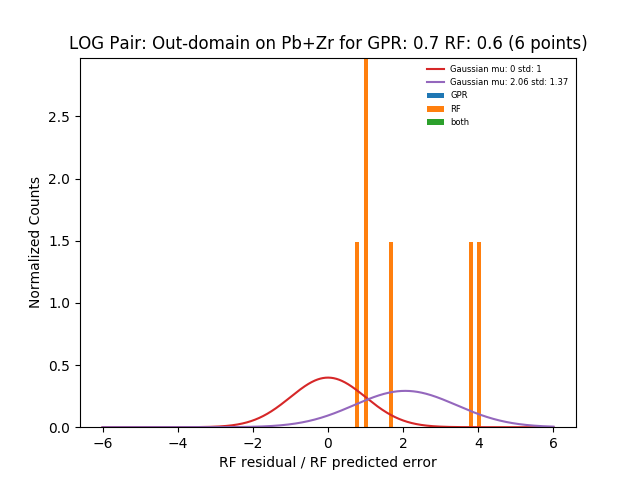 LOG Pair: Out-domain on Pb+Zr for GPR: 0.7 RF: 0.6 (6 points)
Gaussian mu: 0 std: 1
Gaussian mu: 2.06 std: 1.37
GPR
RF
both
Normalized Counts
2.5
2.0
1.5
1.0
0.5
0.0
−6 −4 −2 0 2 4 6
RF residual / RF predicted error